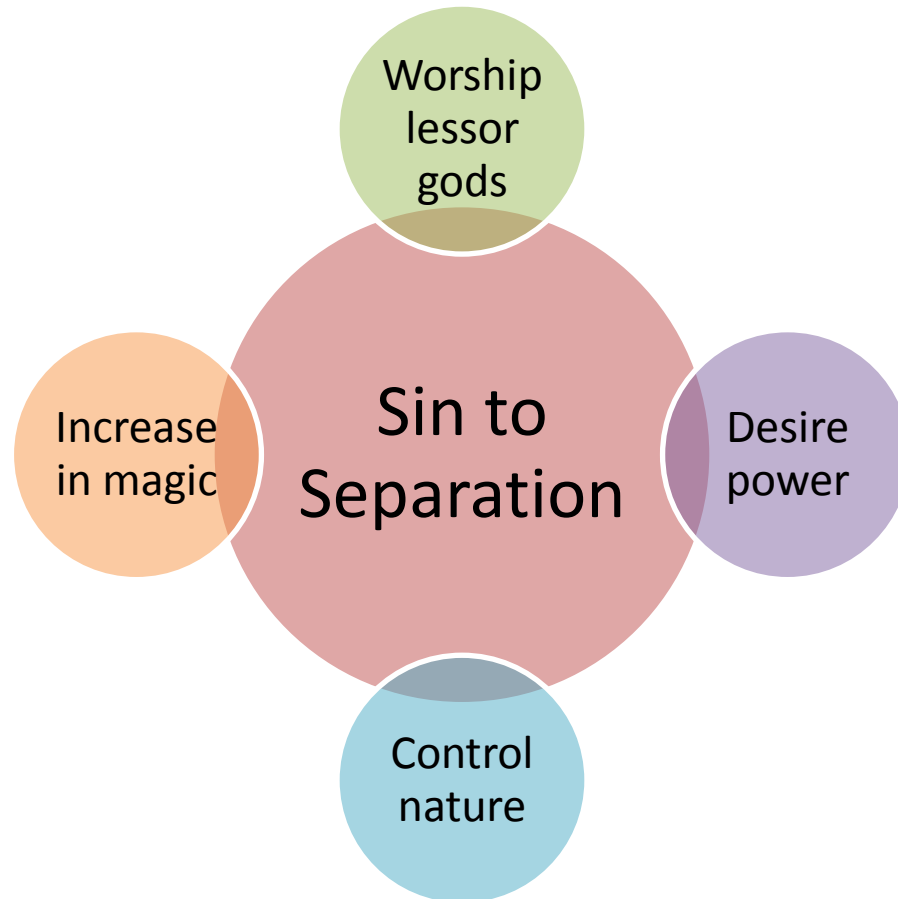 Worship
lessor
gods
Increase
in magic
Sin to
Separation
Desire
power
Control
nature